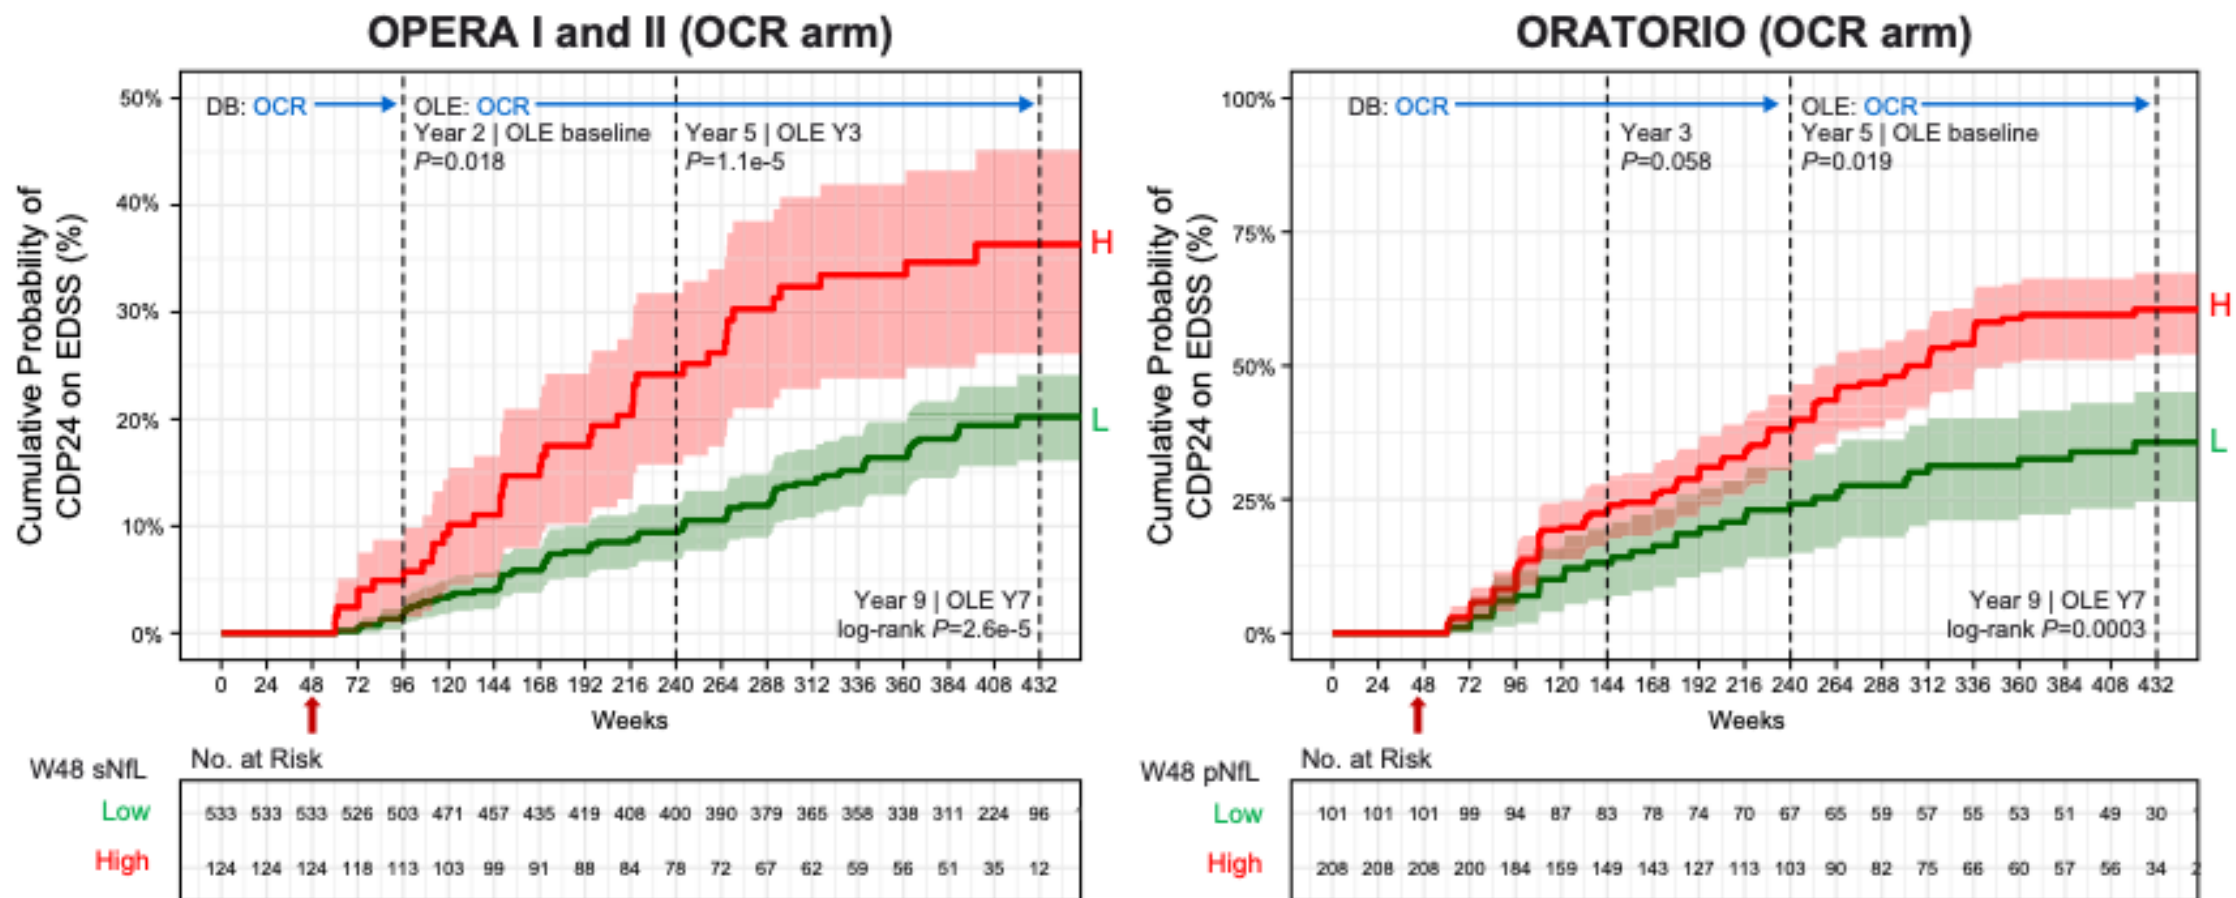 OPERA I and II (OCR arm)
Cumulative Probability of
CDP24 on EDSS (%)
50%
40%
30%
20%
10%
0%
DB: OCR
OLE: OCR
Year 2 | OLE baseline
P=0.018
Year 5 | OLE Y3
P=1.1e-5
H
L
Year 9 | OLE Y7
log-rank P=2.6e-5
0 24 48 72 96 120 144 168 192 216 240 264 288 312 336 360 384 408 432
Weeks
W48 sNfL
No. at Risk
Low 533 533 533 526 503 471 457 435 419 408 400 390 379 365 358 338 311 224 96
High 124 124 124 118 113 103 99 91 88 84 78 72 67 62 59 56 51 35 12
ORATORIO (OCR arm)
Cumulative Probability of
CDP24 on EDSS (%)
100%
75%
50%
25%
0%
DB: OCR
OLE: OCR
Year 3
P=0.058
Year 5 | OLE baseline
P=0.019
H
L
Year 9 | OLE Y7
log-rank P=0.0003
0 24 48 72 96 120 144 168 192 216 240 264 288 312 336 360 384 408 432
Weeks
W48 pNfL
No. at Risk
Low 101 101 101 99 94 87 83 78 74 70 67 65 59 57 55 53 51 49 30
High 208 208 208 200 184 159 149 143 127 113 103 90 82 75 66 60 57 56 34